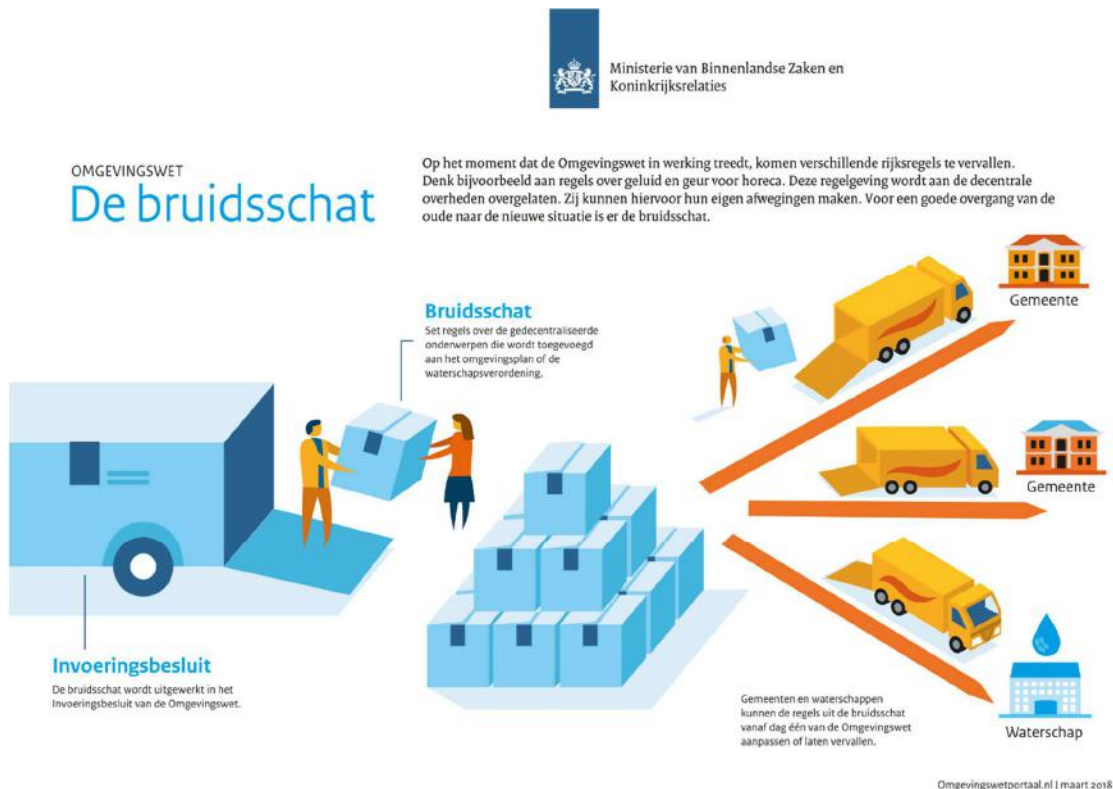 Ministerie van Binnenlandse Zaken en
Koninkrijksrelaties
OMGEVINGSWET
De bruidsschat
Op het moment dat de Omgevingswet in werking treedt, komen verschillende rijksregels te vervallen.
Denk bijvoorbeeld aan regels over geluid en geur voor horeca. Deze regelgeving wordt aan de decentrale
overheden overgelaten. Zij kunnen hiervoor hun eigen afwegingen maken. Voor een goede overgang van de
oude naar de nieuwe situatie is er de bruidsschat.
Bruidsschat
Set regels over de gedecentraliseerde
onderwerpen die wordt toegevoegd
aan het omgevingsplan of de
waterschapsverordening.
Gemeente
Gemeente
Invoeringsbesluit
De bruidsschat wordt uitgewerkt in het
Invoeringsbesluit van de Omgevingswet.
Gemeenten en waterschappen
kunnen de regels uit de bruidsschat
vanaf dag één van de Omgevingswet
aanpassen of laten vervallen.
Waterschap
Omgevingswetportaal.nl | maart 2018